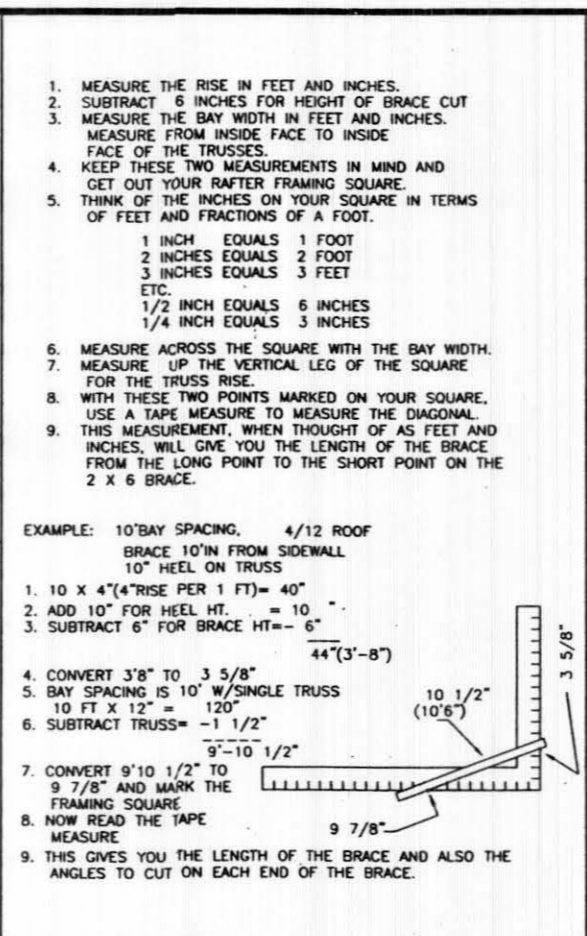 1. MEASURE THE RISE IN FEET AND INCHES.
2. SUBTRACT 6 INCHES FOR HEIGHT OF BRACE CUT
3. MEASURE THE BAY WIDTH IN FEET AND INCHES.
MEASURE FROM INSIDE FACE TO INSIDE
FACE OF THE TRUSSES.
4. KEEP THESE TWO MEASUREMENTS IN MIND AND
GET OUT YOUR RAFTER FRAMING SQUARE.
5. THINK OF THE INCHES ON YOUR SQUARE IN TERMS
OF FEET AND FRACTIONS OF A FOOT.
1 INCH EQUALS 1 FOOT
2 INCHES EQUALS 2 FOOT
3 INCHES EQUALS 3 FEET
ETC.
1/2 INCH EQUALS 6 INCHES
1/4 INCH EQUALS 3 INCHES
6. MEASURE ACROSS THE SQUARE WITH THE BAY WIDTH.
7. MEASURE UP THE VERTICAL LEG OF THE SQUARE
FOR THE TRUSS RISE.
8. WITH THESE TWO POINTS MARKED ON YOUR SQUARE,
USE A TAPE MEASURE TO MEASURE THE DIAGONAL.
9. THIS MEASUREMENT, WHEN THOUGHT OF AS FEET AND
INCHES, WILL GIVE YOU THE LENGTH OF THE BRACE
FROM THE LONG POINT TO THE SHORT POINT ON THE
2 X 6 BRACE.
EXAMPLE: 10'BAY SPACING, 4/12 ROOF
BRACE 10'IN FROM SIDEWALL
10" HEEL ON TRUSS
1. 10 X 4"(4"RISE PER 1 FT)= 40"
2. ADD 10" FOR HEEL HT. = 10 "
3. SUBTRACT 6" FOR BRACE HT=- 6"
44"(3'-8")
4. CONVERT 3'8" TO 3 5/8"
5. BAY SPACING IS 10' W/SINGLE TRUSS
10 FT X 12" = 120"
6. SUBTRACT TRUSS= -1 1/2"
9'-10 1/2"
7. CONVERT 9'10 1/2" TO
9 7/8" AND MARK THE
FRAMING SQUARE
8. NOW READ THE TAPE
MEASURE
9. THIS GIVES YOU THE LENGTH OF THE BRACE AND ALSO THE
ANGLES TO CUT ON EACH END OF THE BRACE.
10 1/2"
(10'6")
3 5/8"
9 7/8"